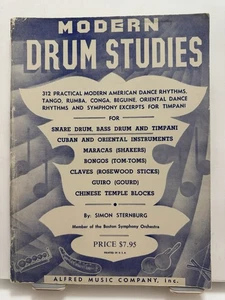 MODERN
DRUM STUDIES
312 PRACTICAL MODERN AMERICAN DANCE RHYTHMS,
TANGO, RUMBA, CONGA, BEGUINE, ORIENTAL DANCE
RHYTHMS AND SYMPHONY EXCERPTS FOR TIMPANI
FOR
SNARE DRUM, BASS DRUM AND TIMPANI
CUBAN AND ORIENTAL INSTRUMENTS
MARACAS (SHAKERS)
BONGOS (TOM-TOMS)
CLAVES (ROSEWOOD STICKS)
GUIRO (GOURD)
CHINESE TEMPLE BLOCKS
By: SIMON STERNBURG
Member of the Boston Symphony Orchestra
PRICE $7.95
PRINTED IN U.S.A.
ALFRED MUSIC COMPANY, Inc.